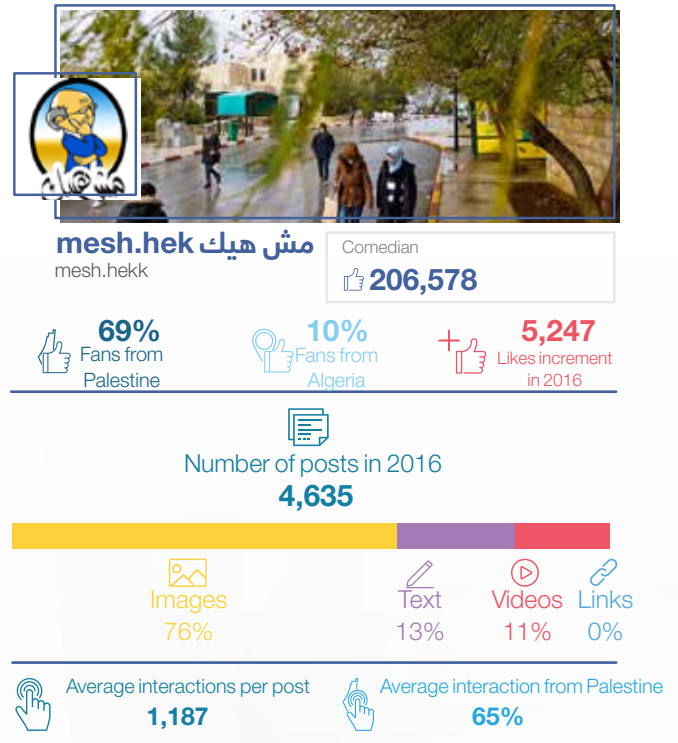 mesh.hek مش هيك
mesh.hekk
Comedian
206,578
69%
Fans from
Palestine
10%
Fans from
Algeria
5,247
Likes increment
in 2016
Number of posts in 2016
4,635
Images
76%
Text
13%
Videos
11%
Links
0%
Average interactions per post
1,187
Average interaction from Palestine
65%